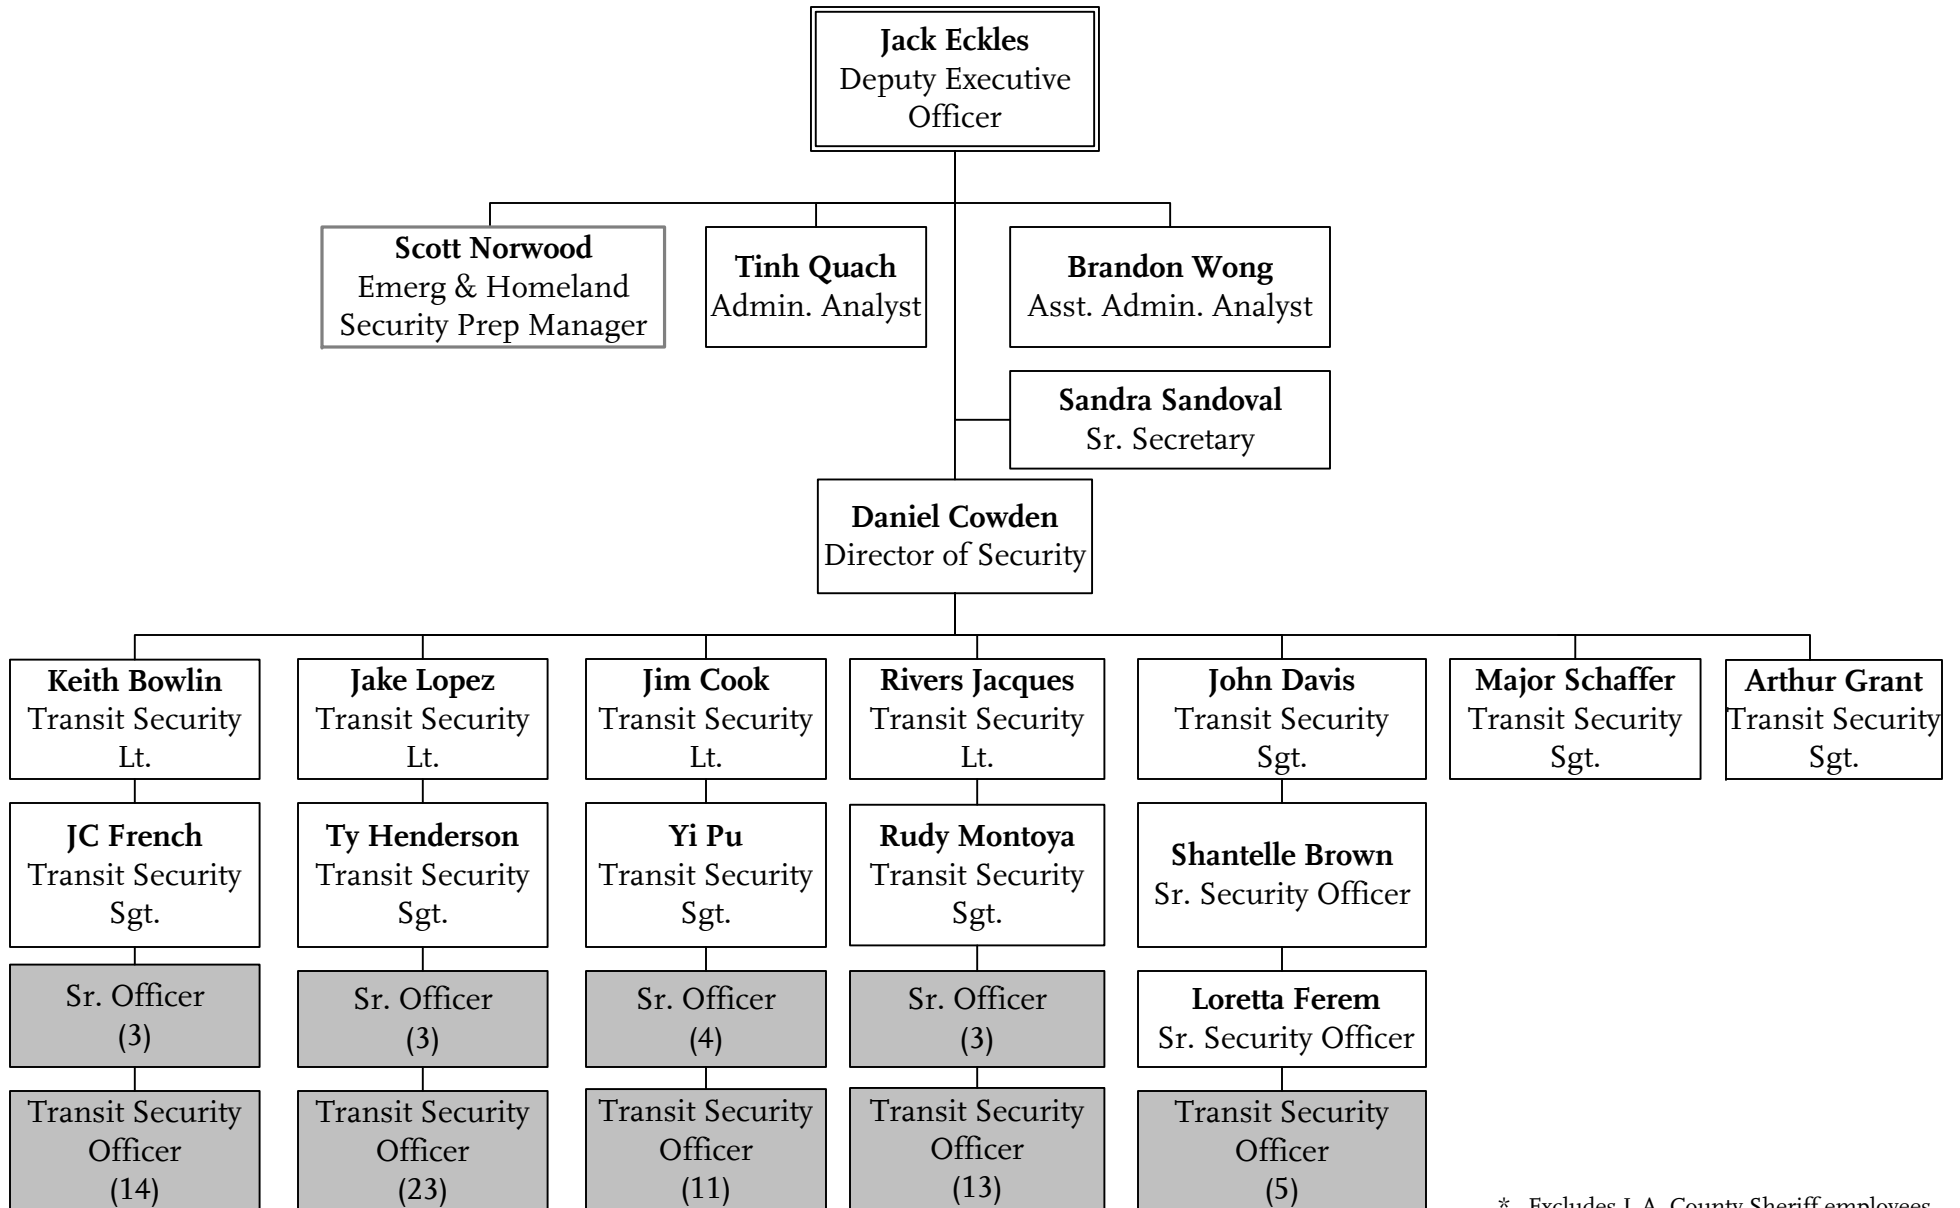 Jack Eckles
Deputy Executive
Officer
Scott Norwood
Emerg & Homeland
Security Prep Manager
Tinh Quach
Admin. Analyst
Brandon Wong
Asst. Admin. Analyst
Sandra Sandoval
Sr. Secretary
Daniel Cowden
Director of Security
Keith Bowlin
Transit Security
Lt.
Jake Lopez
Transit Security
Lt.
Jim Cook
Transit Security
Lt.
Rivers Jacques
Transit Security
Lt.
John Davis
Transit Security
Sgt.
Major Schaffer
Transit Security
Sgt.
Arthur Grant
Transit Security
Sgt.
JC French
Transit Security
Sgt.
Ty Henderson
Transit Security
Sgt.
Yi Pu
Transit Security
Sgt.
Rudy Montoya
Transit Security
Sgt.
Shantelle Brown
Sr. Security Officer
Sr. Officer
(3)
Sr. Officer
(3)
Sr. Officer
(4)
Sr. Officer
(3)
Loretta Ferem
Sr. Security Officer
Transit Security
Officer
(14)
Transit Security
Officer
(23)
Transit Security
Officer
(11)
Transit Security
Officer
(13)
Transit Security
Officer
(5)
* Excludes L.A. County Sheriff employees